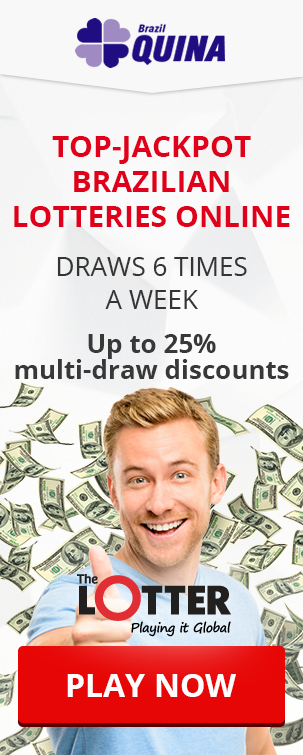 Brazil
QUINA
TOP-JACKPOT
BRAZILIAN
LOTTERIES ONLINE
DRAWS 6 TIMES
A WEEK
Up to 25%
multi-draw discounts
The
LOTTER
Playing it Global
PLAY NOW